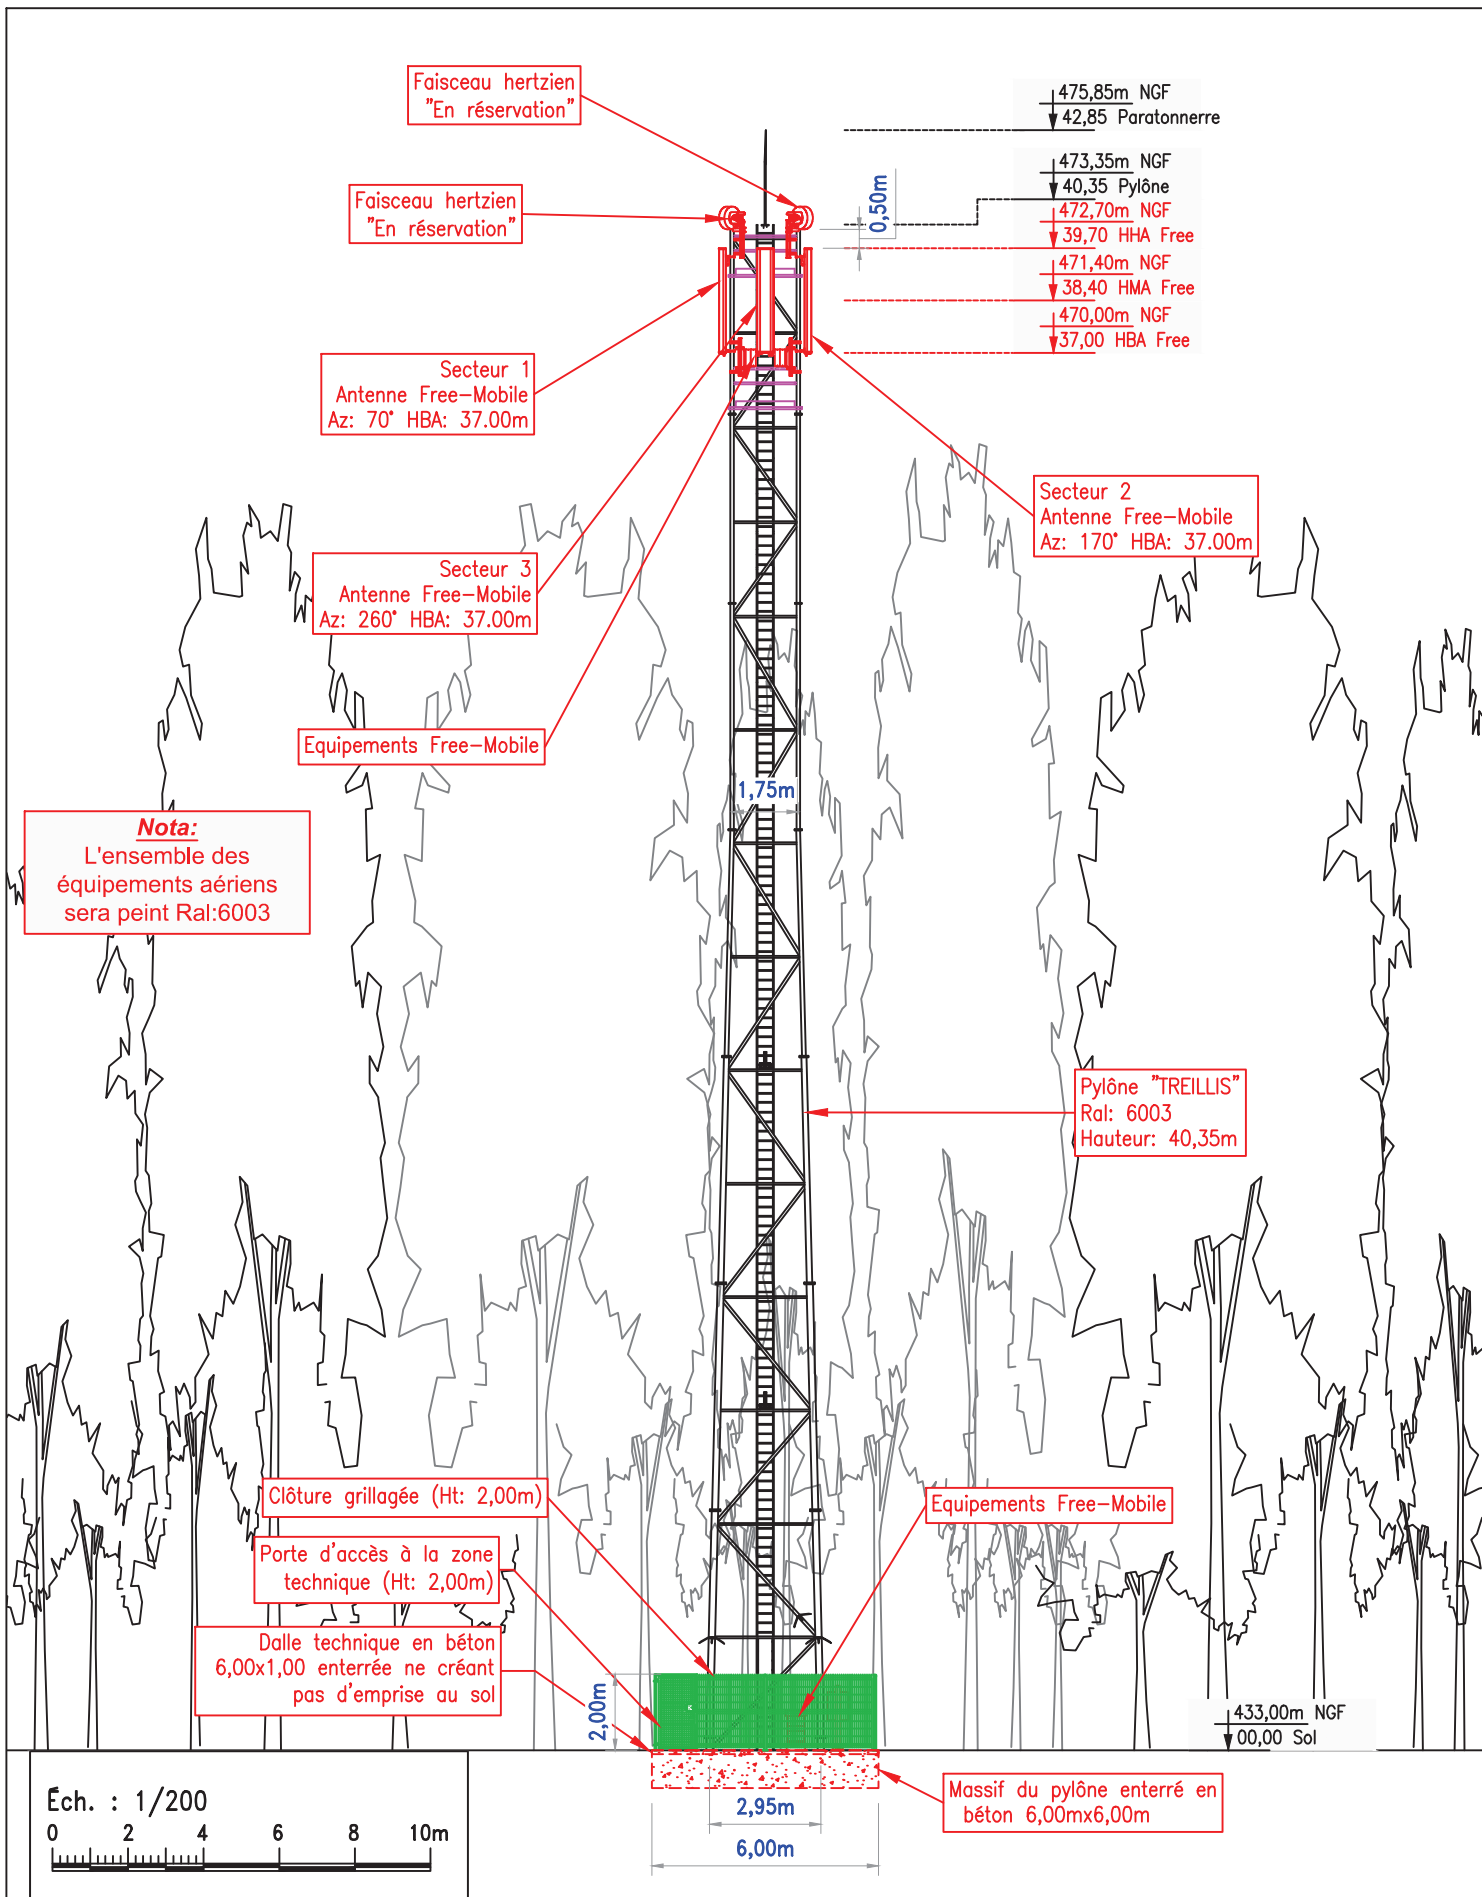 Faisceau hertzien
"En réservation"
475,85m NGF
42,85 Paratonnerre
473,35m NGF
40,35 Pylône
Faisceau hertzien
"En réservation"
0,50m
472,70m NGF
39,70 HHA Free
471,40m NGF
38,40 HMA Free
470,00m NGF
37,00 HBA Free
Secteur 1
Antenne Free-Mobile
Az: 70° HBA: 37.00m
Secteur 2
Antenne Free-Mobile
Az: 170° HBA: 37.00m
Secteur 3
Antenne Free-Mobile
Az: 260° HBA: 37.00m
Equipements Free-Mobile
1,75m
Nota:
L'ensemble des
équipements aériens
sera peint Ral:6003
Pylône "TREILLIS"
Ral: 6003
Hauteur: 40,35m
Clôture grillagée (Ht: 2,00m)
Equipements Free-Mobile
Porte d'accès à la zone
technique (Ht: 2,00m)
Dalle technique en béton
6,00x1,00 enterrée ne créant
pas d'emprise au sol
2,00m
433,00m NGF
00,00 Sol
Massif du pylône enterré en
béton 6,00mx6,00m
2,95m
6,00m
Éch. : 1/200
0 2 4 6 8 10m